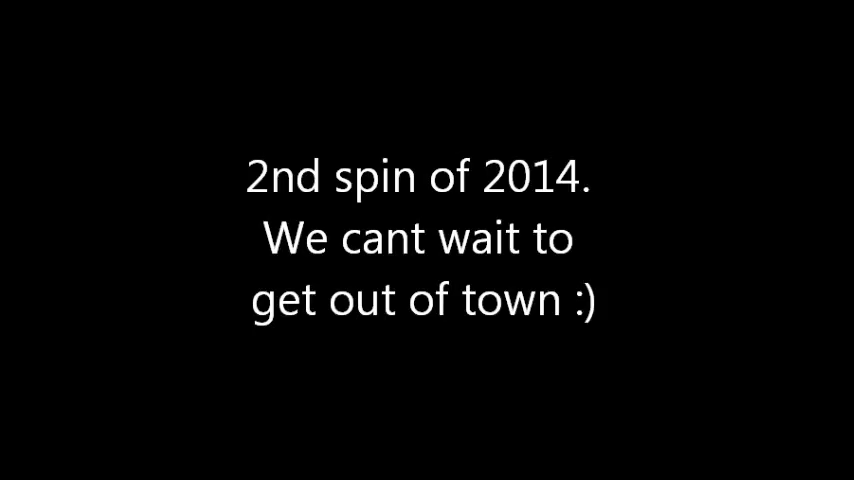 2nd spin of 2014.
We cant wait to
get out of town :)